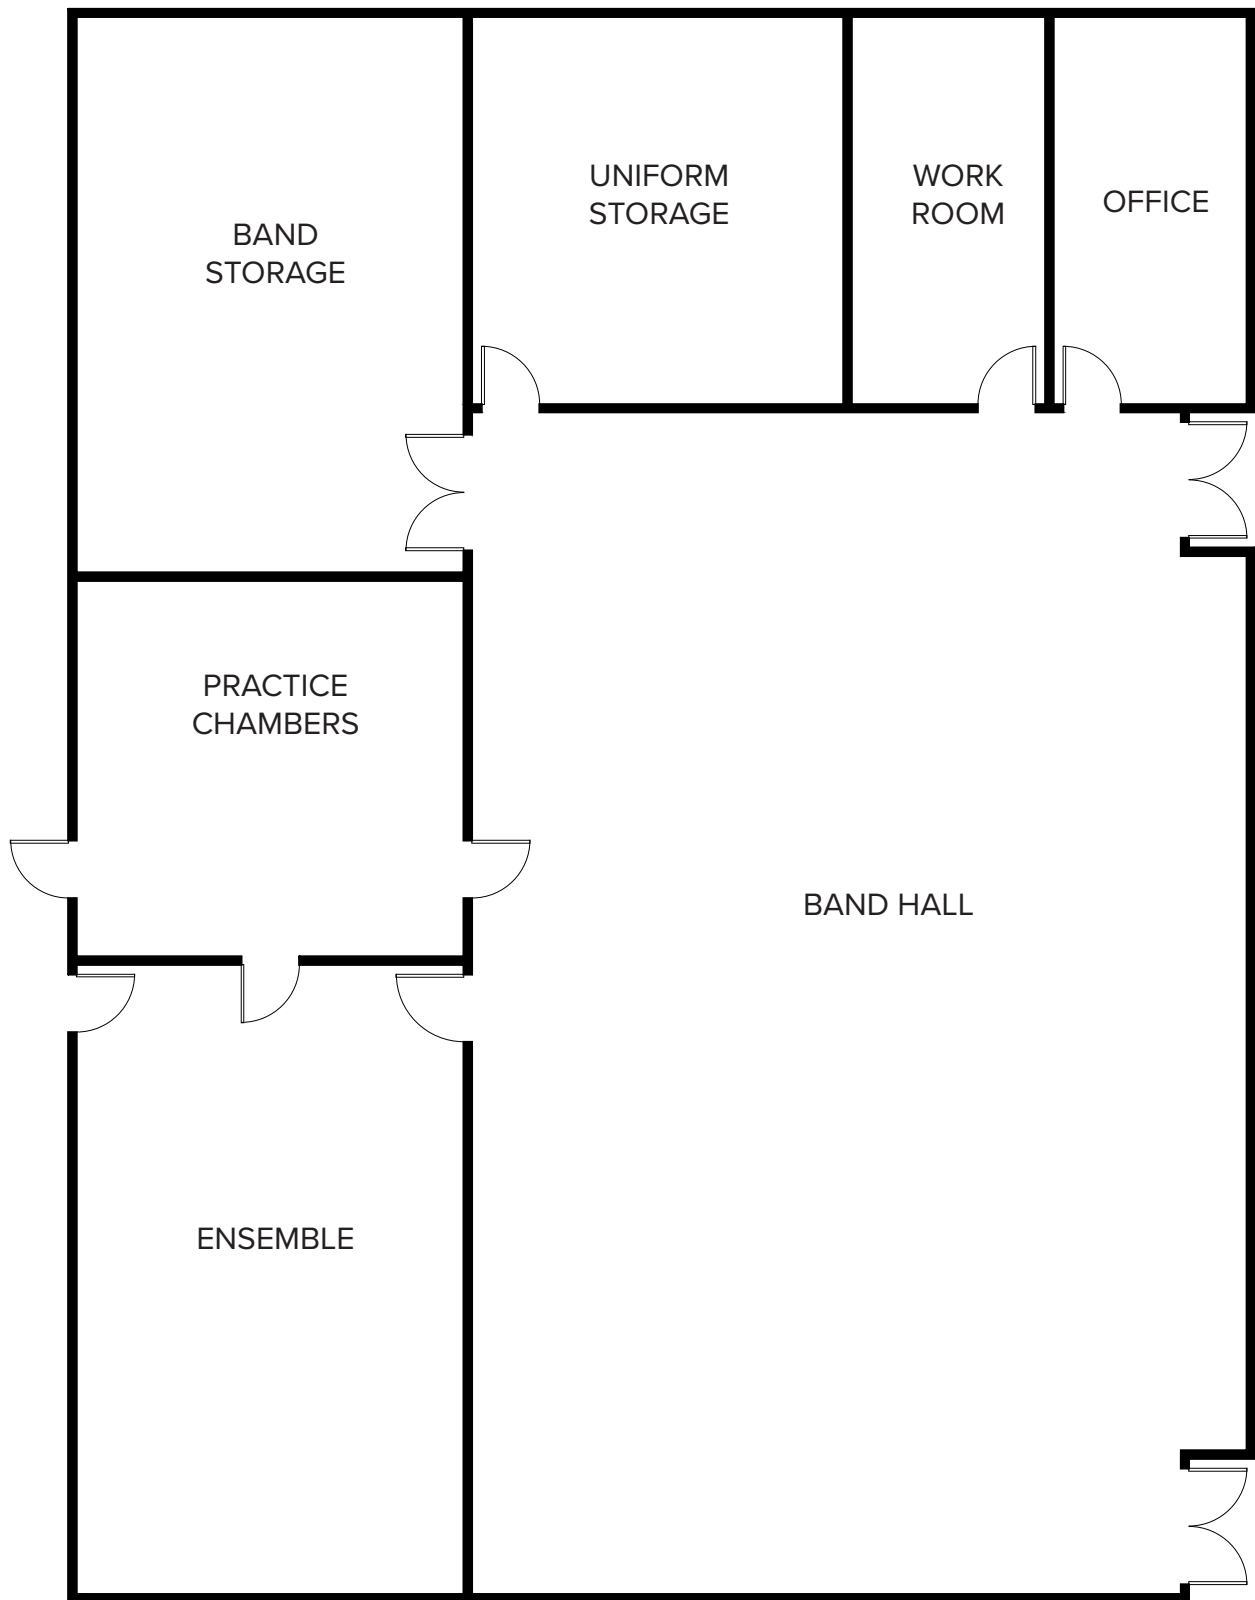 UNIFORM
STORAGE
WORK
ROOM
OFFICE
BAND
STORAGE
PRACTICE
CHAMBERS
BAND HALL
ENSEMBLE